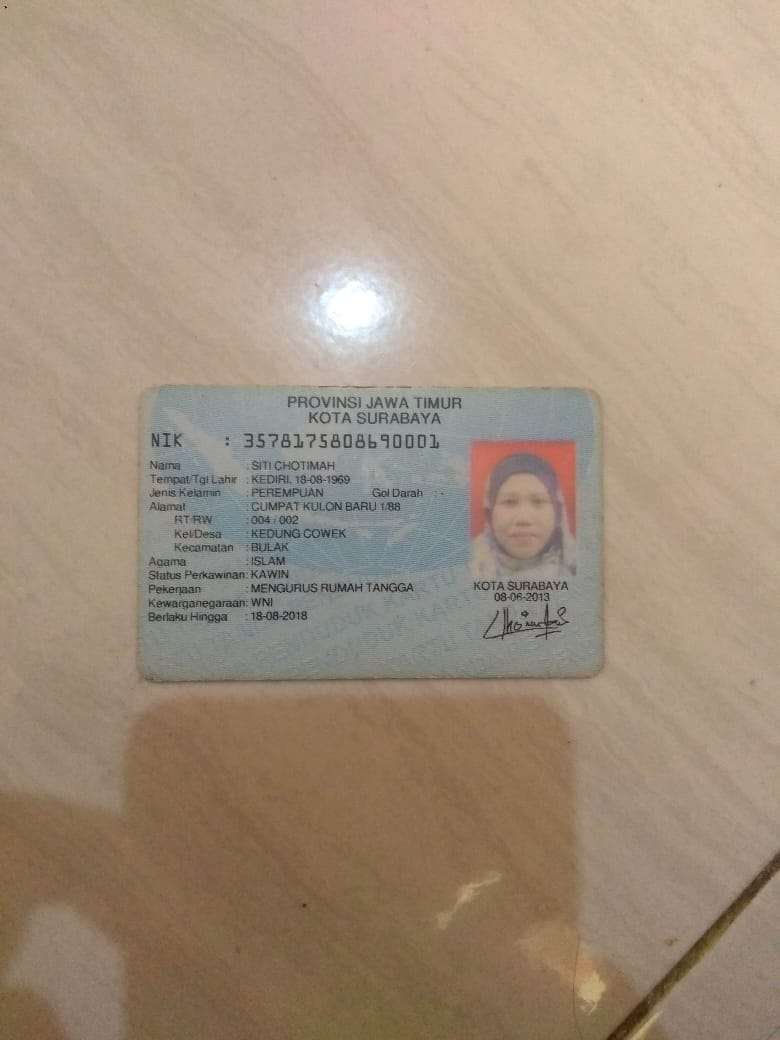 PROVINSI JAWA TIMUR
KOTA SURABAYA
NIK : 3578175808690001
Nama : SITI CHOTIMAH
Tempat/Tgl Lahir : KEDIRI, 18-08-1969
Jenis Kelamin : PEREMPUAN Gol Darah : -
Alamat : CUMPAT KULON BARU 1/88
RT/RW : 004 / 002
Kel/Desa : KEDUNG COWEK
Kecamatan : BULAK
Agama : ISLAM
Status Perkawinan: KAWIN
Pekerjaan : MENGURUS RUMAH TANGGA
Kewarganegaraan: WNI
Berlaku Hingga : 18-08-2018
KOTA SURABAYA
08-06-2013